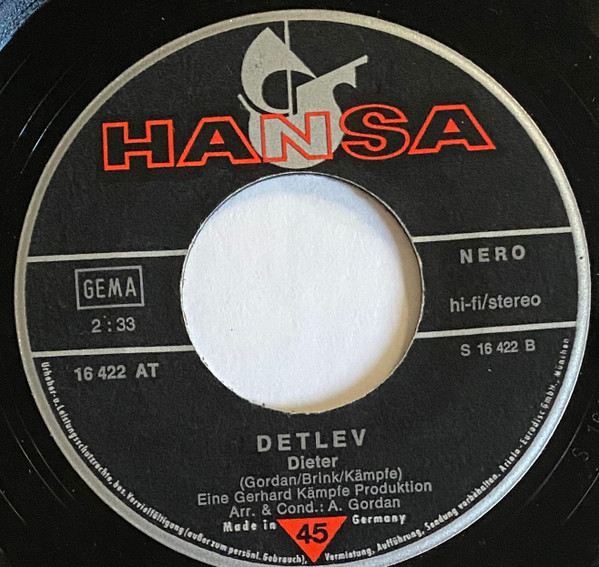 HANSA
NERO
GEMA
hi-fi/stereo
2:33
S 16 422 B
16 422 AT
DETLEV
Dieter
(Gordan/Brink/Kämpfe)
Eine Gerhard Kämpfe Produktion
Arr. & Cond.: A. Gordan
Made in Germany
45
Urheber-u.Leistungsschutzrechte, bes. Vervielfältigung (außer zum persönl. Gebrauch), Vermietung, Aufführung, Sendung vorbehalten. Ariola-Eurodisc GmbH., München